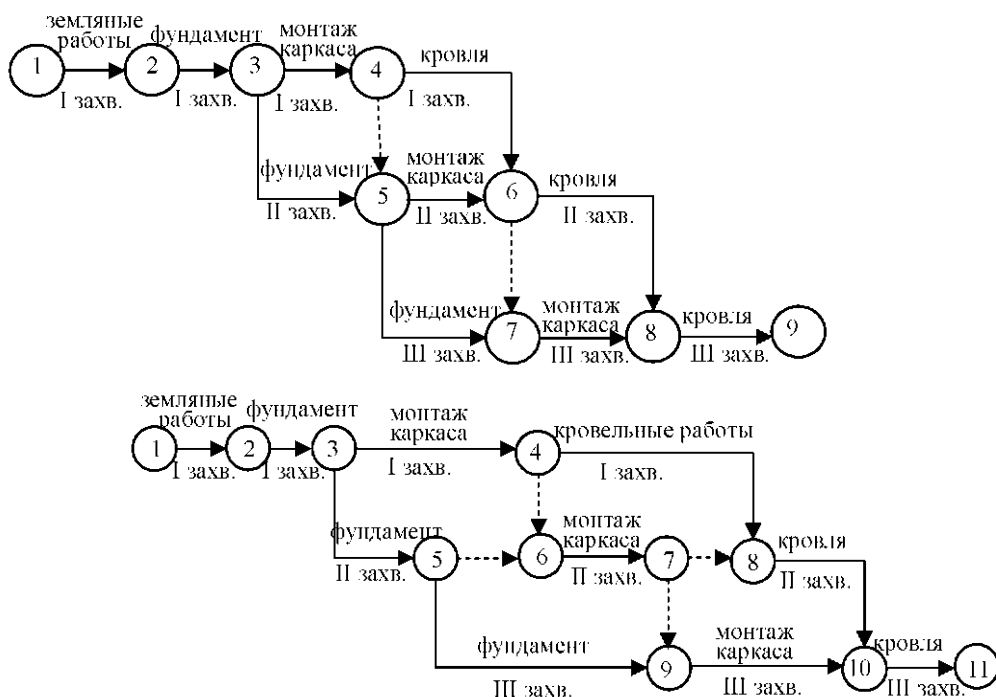 земляные
работы
фундамент
монтаж
каркаса
кровля
1
2
3
4
I захв.
I захв.
I захв.
I захв.
фундамент
монтаж
каркаса
кровля
5
6
II захв.
II захв.
II захв.
фундамент
монтаж
каркаса
кровля
7
8
9
III захв.
III захв.
III захв.
земляные
работы
фундамент
монтаж
каркаса
кровельные работы
1
2
3
4
I захв.
I захв.
I захв.
I захв.
фундамент
монтаж
каркаса
кровля
5
6
7
8
II захв.
II захв.
II захв.
фундамент
монтаж
каркаса
кровля
9
10
11
III захв.
III захв.
III захв.